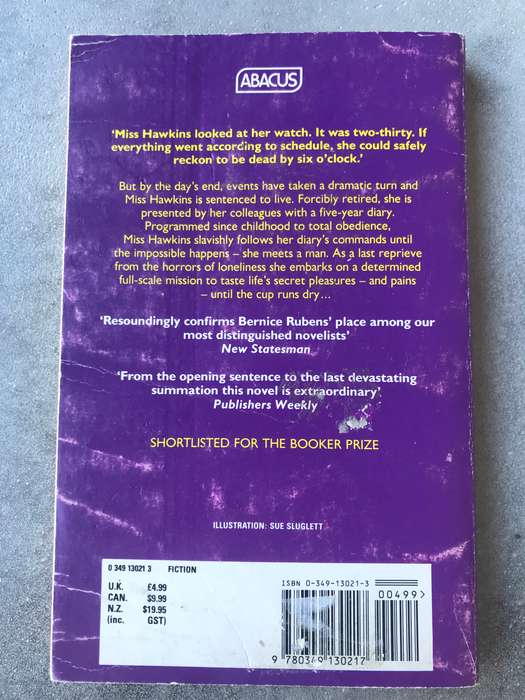 ABACUS
‘Miss Hawkins looked at her watch. It was two-thirty. If
everything went according to schedule, she could safely
reckon to be dead by six o’clock.’
But by the day’s end, events have taken a dramatic turn and
Miss Hawkins is sentenced to live. Forcibly retired, she is
presented by her colleagues with a five-year diary.
Programmed since childhood to total obedience,
Miss Hawkins slavishly follows her diary’s commands until
the impossible happens – she meets a man. As a last reprieve
from the horrors of loneliness she embarks on a determined
full-scale mission to taste life’s secret pleasures – and pains
– until the cup runs dry…
‘Resoundingly confirms Bernice Rubens’ place among our
most distinguished novelists’
New Statesman
‘From the opening sentence to the last devastating
summation this novel is extraordinary’
Publishers Weekly
SHORTLISTED FOR THE BOOKER PRIZE
ILLUSTRATION: SUE SLUGLETT
0 349 13021 3 FICTION
U.K. £4.99
CAN. $9.99
N.Z. $19.95
(inc. GST)
ISBN 0-349-13021-3
00499>
9 780349 130217